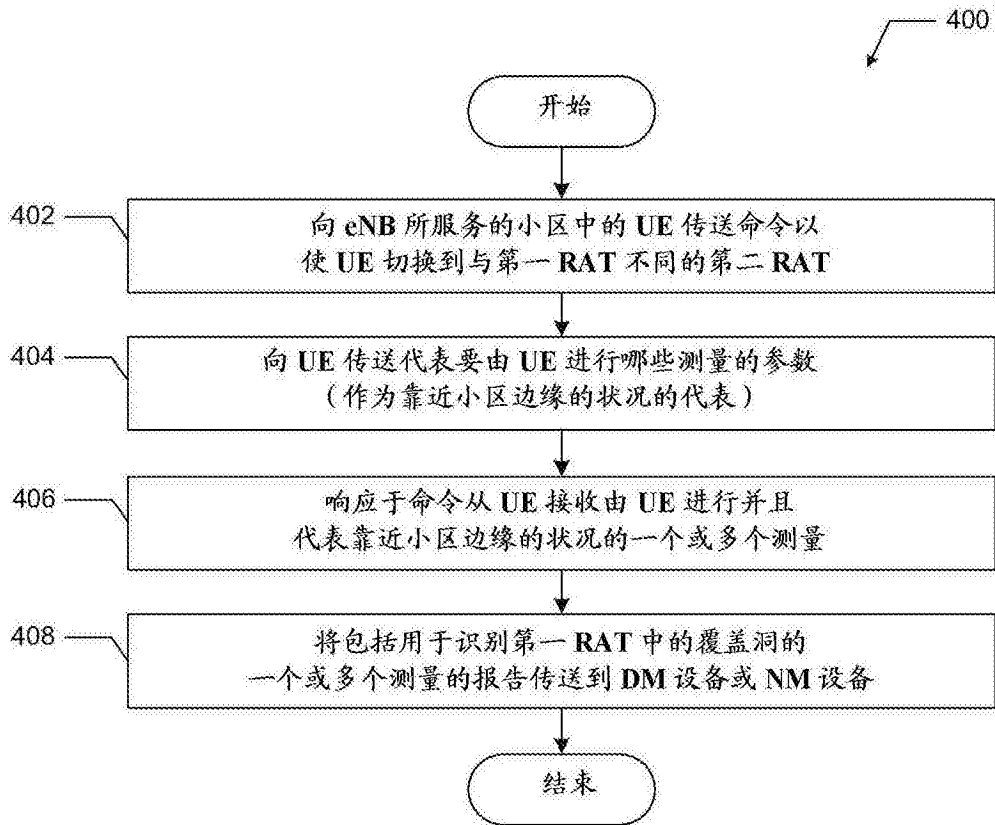 400
开始
402
向 eNB 所服务的小区中的 UE 传送命令以
使 UE 切换到与第一 RAT 不同的第二 RAT
404
向 UE 传送代表要由 UE 进行哪些测量的参数
（作为靠近小区边缘的状况的代表）
406
响应于命令从 UE 接收由 UE 进行并且
代表靠近小区边缘的状况的一个或多个测量
408
将包括用于识别第一 RAT 中的覆盖洞的
一个或多个测量的报告传送到 DM 设备或 NM 设备
结束